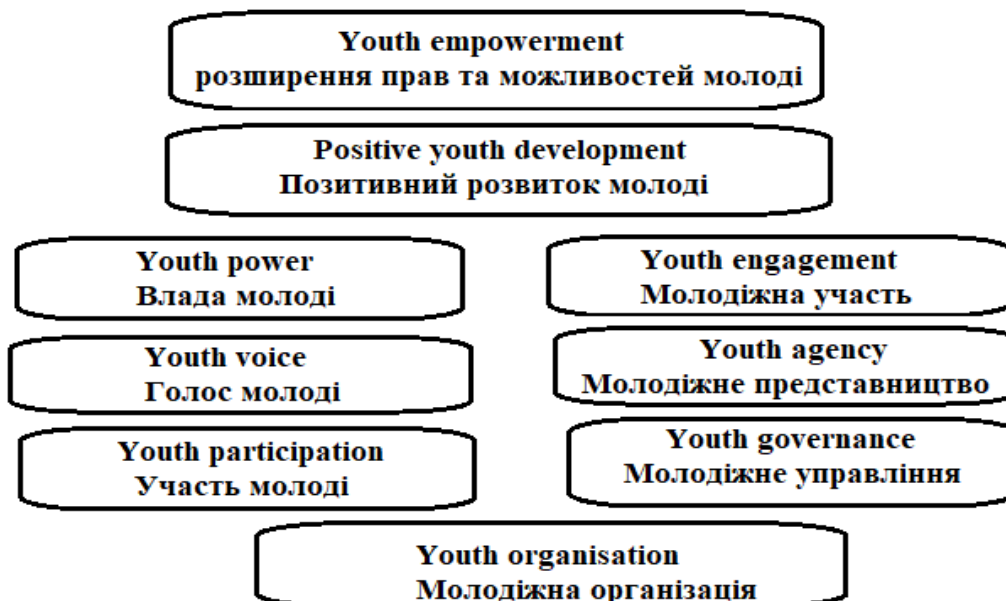 Youth empowerment
розширення прав та можливостей молоді
Positive youth development
Позитивний розвиток молоді
Youth power
Влада молоді
Youth engagement
Молодіжна участь
Youth voice
Голос молоді
Youth agency
Молодіжне представництво
Youth participation
Участь молоді
Youth governance
Молодіжне управління
Youth organisation
Молодіжна організація